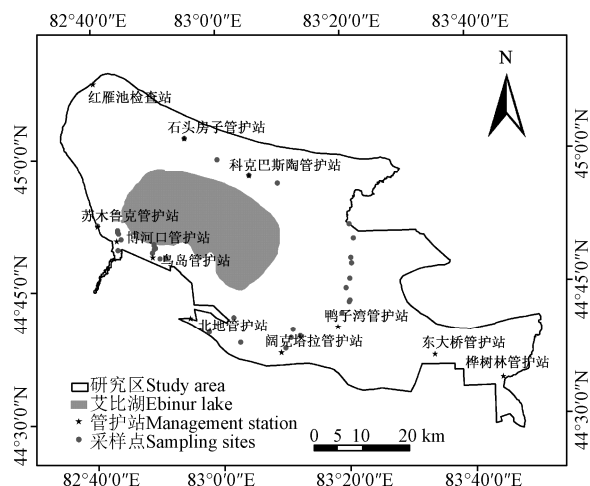 82°40′0″E 83°0′0″E 83°20′0″E 83°40′0″E
N
红雁池检查站
石头房子管护站
45°0′0″N
科克巴斯陶管护站
45°0′0″N
苏木鲁克管护站
博河口管护站
鸟岛管护站
44°45′0″N
44°45′0″N
鸭子湾管护站
北地管护站
阔克塔拉管护站
东大桥管护站
桦树林管护站
研究区Study area
艾比湖Ebinur lake
管护站Management station
采样点Sampling sites
44°30′0″N
44°30′0″N
0 5 10 20 km
82°40′0″E 83°0′0″E 83°20′0″E 83°40′0″E